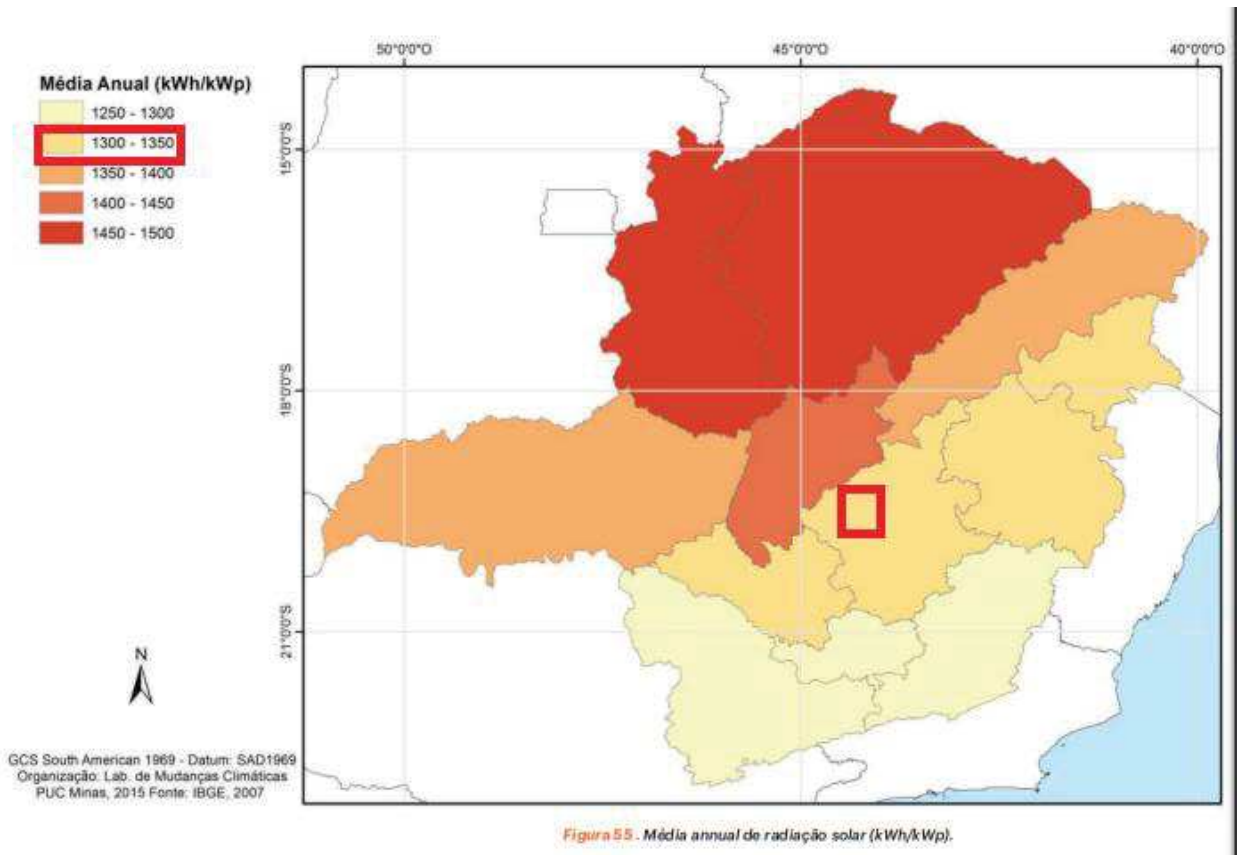 50°0'0"O
45°0'0"O
40°0'0"O
Média Anual (kWh/kWp)
1250 - 1300
1300 - 1350
1350 - 1400
1400 - 1450
1450 - 1500
15°0'0"S
18°0'0"S
21°0'0"S
N
GCS South American 1969 - Datum: SAD1969
Organização: Lab. de Mudanças Climáticas
PUC Minas, 2015 Fonte: IBGE, 2007
Figura 55 . Média annual de radiação solar (kWh/kWp).